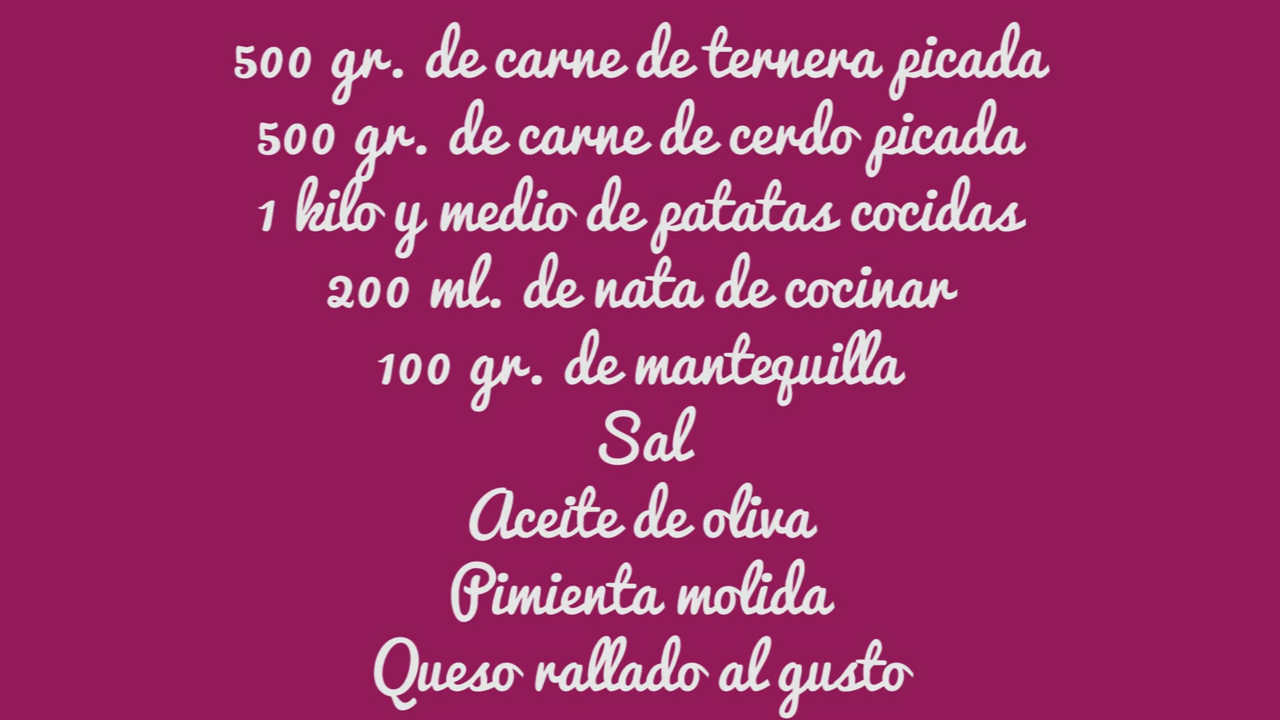 500 gr. de carne de ternera picada
500 gr. de carne de cerdo picada
1 kilo y medio de patatas cocidas
200 ml. de nata de cocinar
100 gr. de mantequilla
Sal
Aceite de oliva
Pimienta molida
Queso rallado al gusto